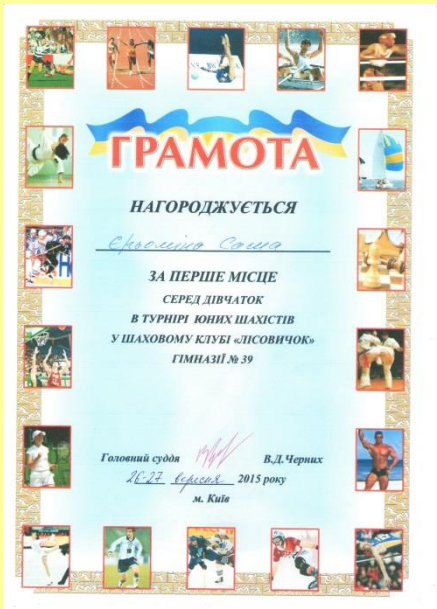 ГРАМОТА
НАГОРОДЖУЄТЬСЯ
Єрьоміна Саша
ЗА ПЕРШЕ МІСЦЕ
СЕРЕД ДІВЧАТОК
В ТУРНІРІ ЮНИХ ШАХІСТІВ
У ШАХОВОМУ КЛУБІ «ЛІСОВИЧОК»
ГІМНАЗІЇ № 39
Головний суддя В.Д.Черних
26-27 вересня 2015 року
м. Київ